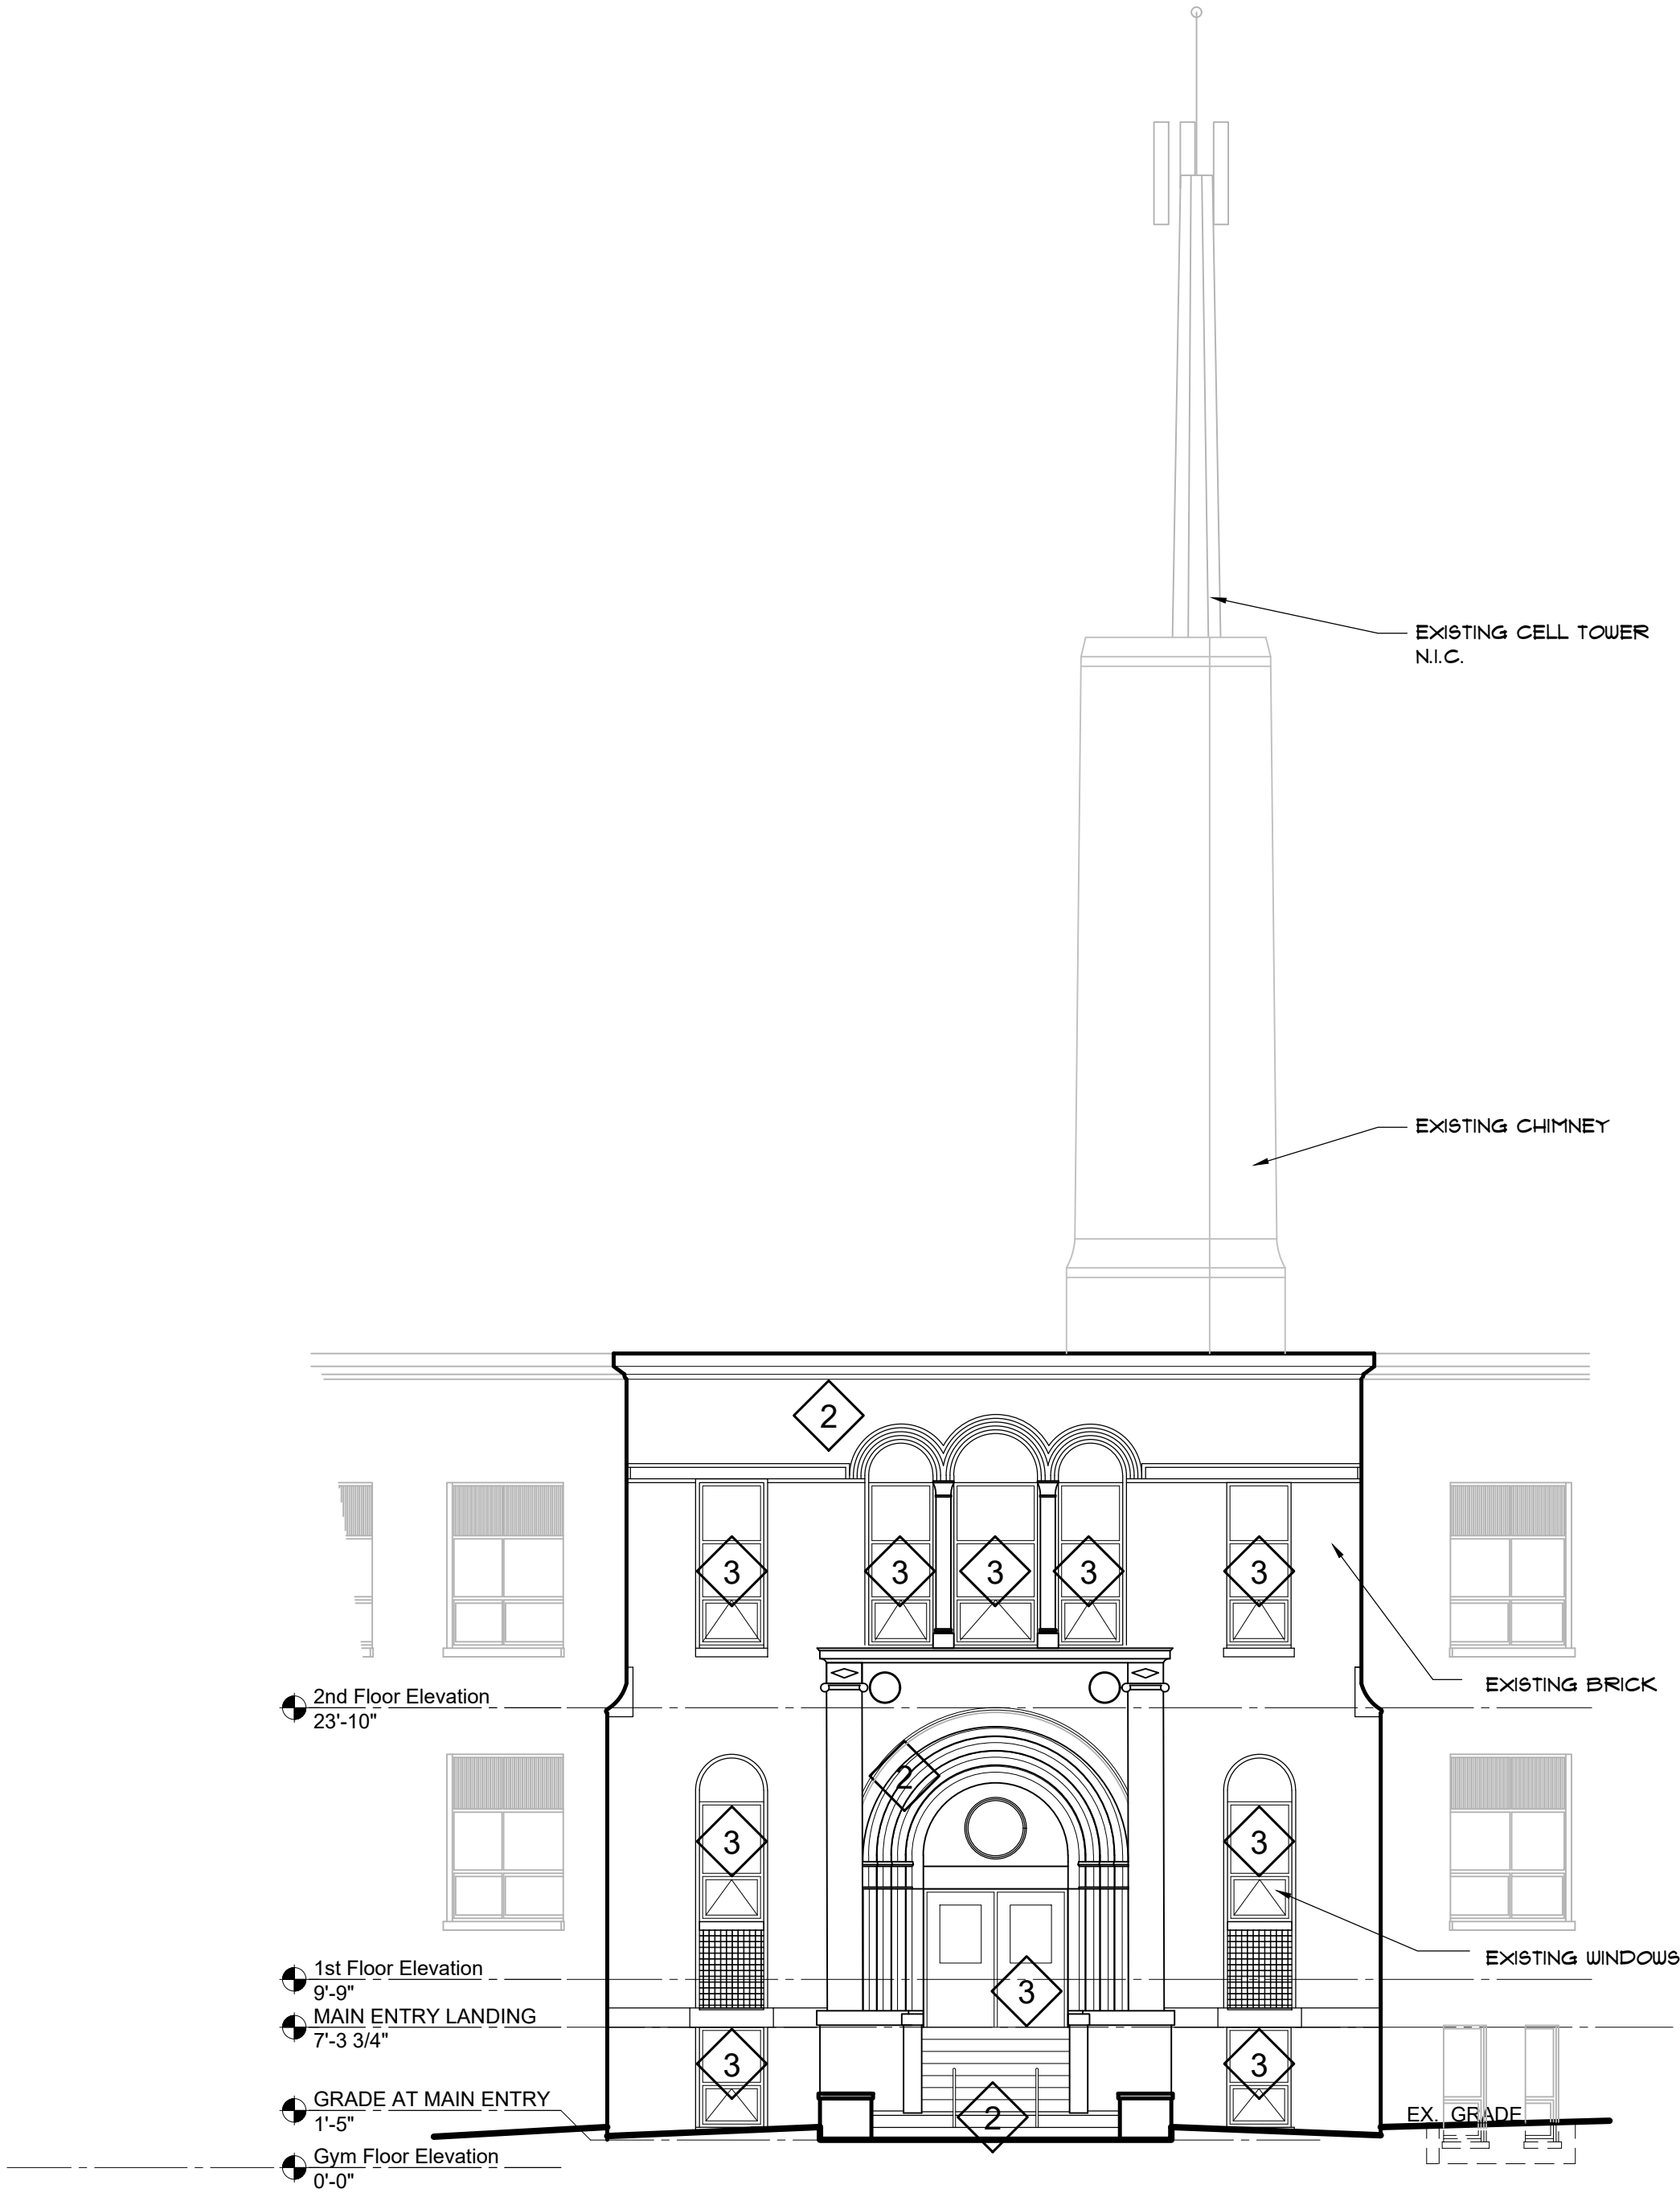 EXISTING CELL TOWER
N.I.C.
EXISTING CHIMNEY
2
3
3
3
3
3
EXISTING BRICK
2nd Floor Elevation
23'-10"
2
3
3
EXISTING WINDOWS
1st Floor Elevation
9'-9"
3
MAIN ENTRY LANDING
7'-3 3/4"
3
3
GRADE AT MAIN ENTRY
1'-5"
2
EX. GRADE
Gym Floor Elevation
0'-0"